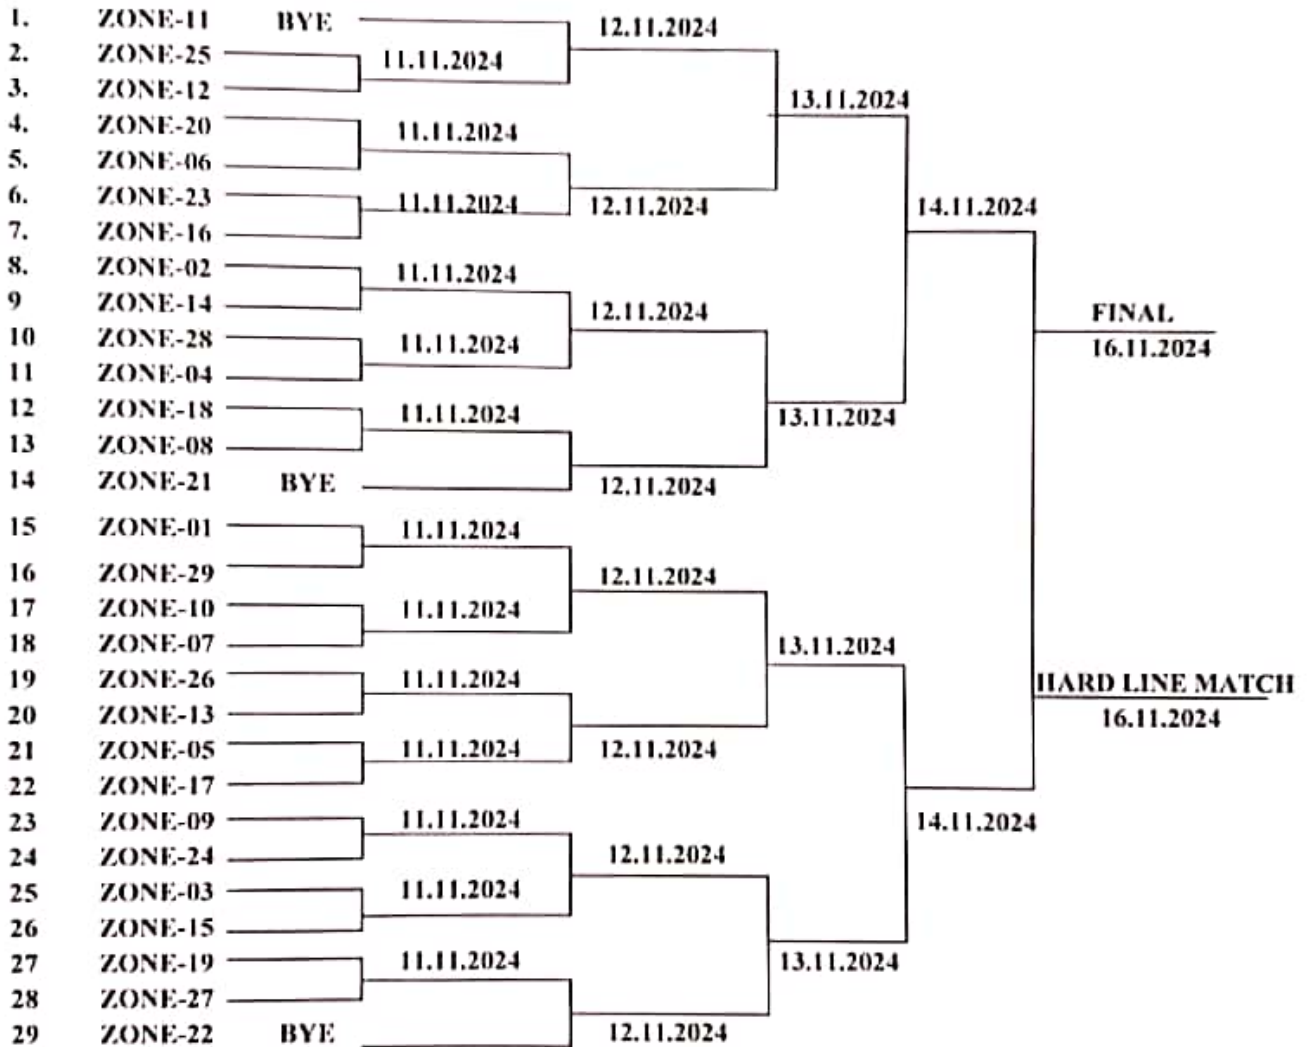 1. ZONE-11 BYE
12.11.2024
2. ZONE-25
11.11.2024
3. ZONE-12
13.11.2024
4. ZONE-20
11.11.2024
5. ZONE-06
6. ZONE-23
11.11.2024
12.11.2024
14.11.2024
7. ZONE-16
8. ZONE-02
11.11.2024
9 ZONE-14
12.11.2024
FINAL
10 ZONE-28
11.11.2024
16.11.2024
11 ZONE-04
12 ZONE-18
11.11.2024
13.11.2024
13 ZONE-08
14 ZONE-21 BYE
12.11.2024
15 ZONE-01
11.11.2024
16 ZONE-29
12.11.2024
17 ZONE-10
11.11.2024
18 ZONE-07
13.11.2024
19 ZONE-26
11.11.2024
HARD LINE MATCH
20 ZONE-13
16.11.2024
21 ZONE-05
11.11.2024
12.11.2024
22 ZONE-17
23 ZONE-09
11.11.2024
14.11.2024
24 ZONE-24
12.11.2024
25 ZONE-03
11.11.2024
26 ZONE-15
27 ZONE-19
11.11.2024
13.11.2024
28 ZONE-27
29 ZONE-22 BYE
12.11.2024